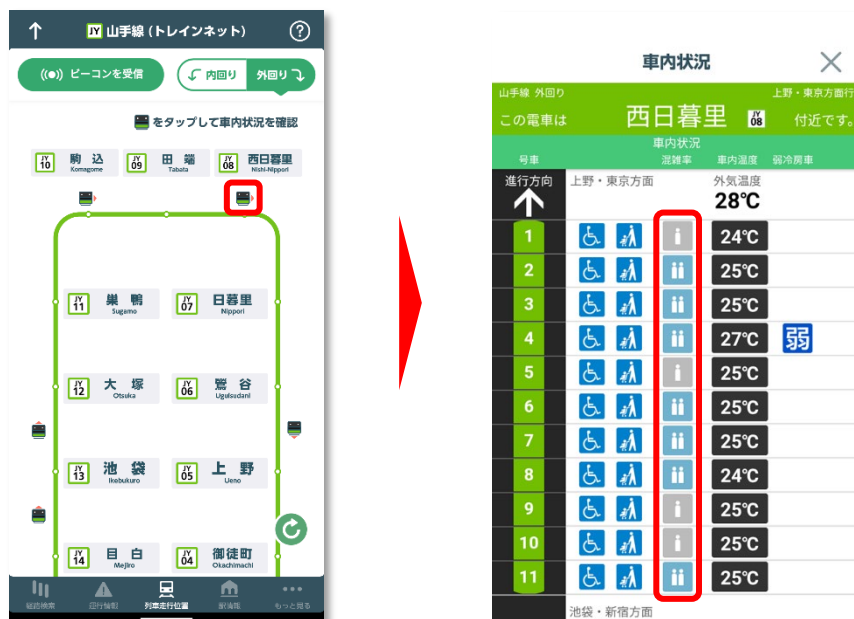 JY 山手線 (トレインネット)
ビーコンを受信
内回り
外回り
をタップして車内状況を確認
JY 10 駒込 Komagome
JY 09 田端 Tabata
JY 08 西日暮里 Nishi-Nippori
JY 11 巣鴨 Sugamo
JY 07 日暮里 Nippori
JY 12 大塚 Otsuka
JY 06 鶯谷 Uguisudani
JY 13 池袋 Ikebukuro
JY 05 上野 Ueno
JY 14 目白 Mejiro
JY 04 御徒町 Okachimachi
経路検索
運行情報
列車走行位置
駅情報
もっと見る
車内状況
山手線 外回り
上野・東京方面行
この電車は 西日暮里 JY 08 付近です。
車内状況
号車 混雑率 車内温度 弱冷房車
進行方向 上野・東京方面 外気温度
28℃
1 24℃
2 25℃
3 25℃
4 27℃ 弱
5 25℃
6 25℃
7 25℃
8 24℃
9 25℃
10 25℃
11 25℃
池袋・新宿方面